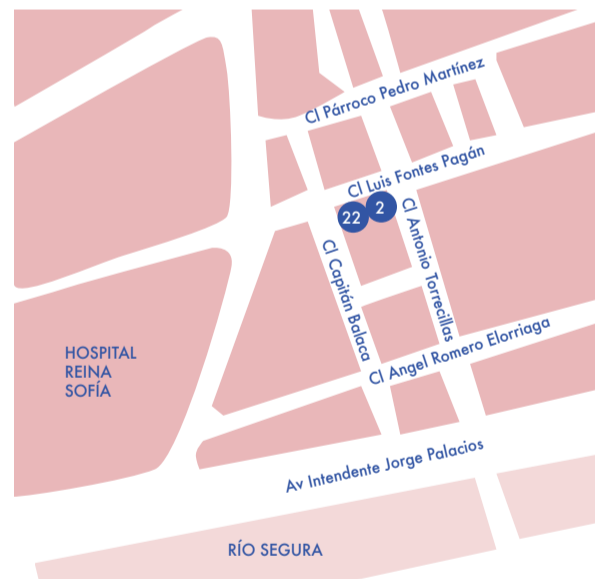 Cl Párroco Pedro Martínez
Cl Luis Fontes Pagán
22
2
Cl Capitán Balaca
Cl Antonio Torrecillas
Cl Angel Romero Elorriaga
HOSPITAL
REINA
SOFÍA
Av Intendente Jorge Palacios
RÍO SEGURA